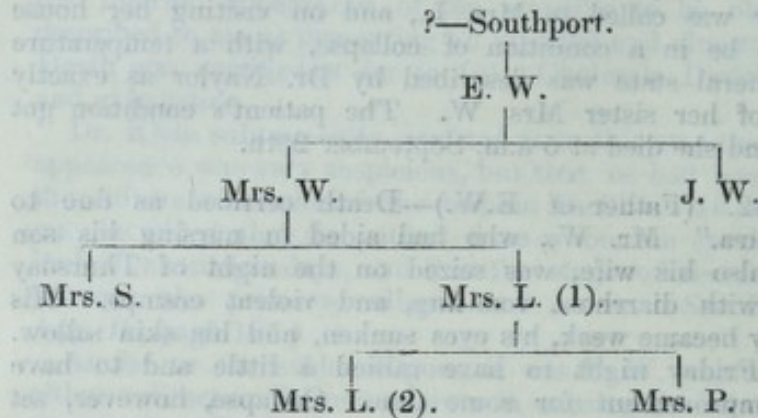 ?—Southport.
E. W.
Mrs. W. J. W.
Mrs. S. Mrs. L. (1).
Mrs. L. (2). Mrs. P.